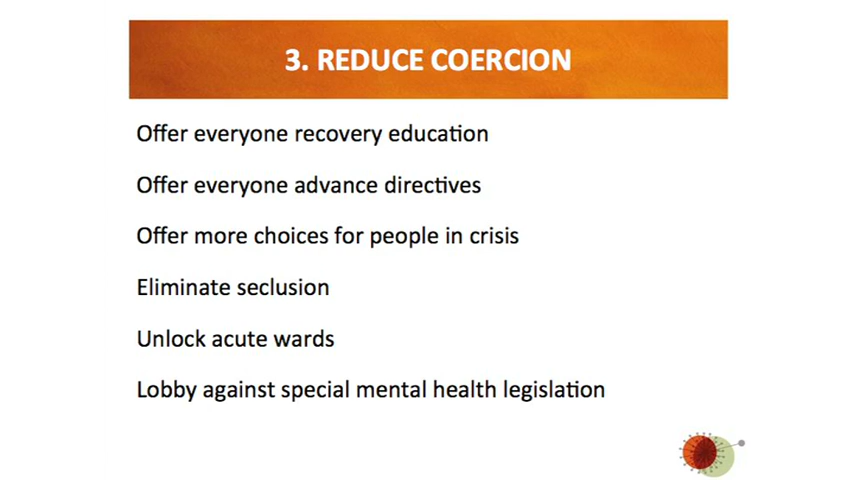 3. REDUCE COERCION
Offer everyone recovery education
Offer everyone advance directives
Offer more choices for people in crisis
Eliminate seclusion
Unlock acute wards
Lobby against special mental health legislation